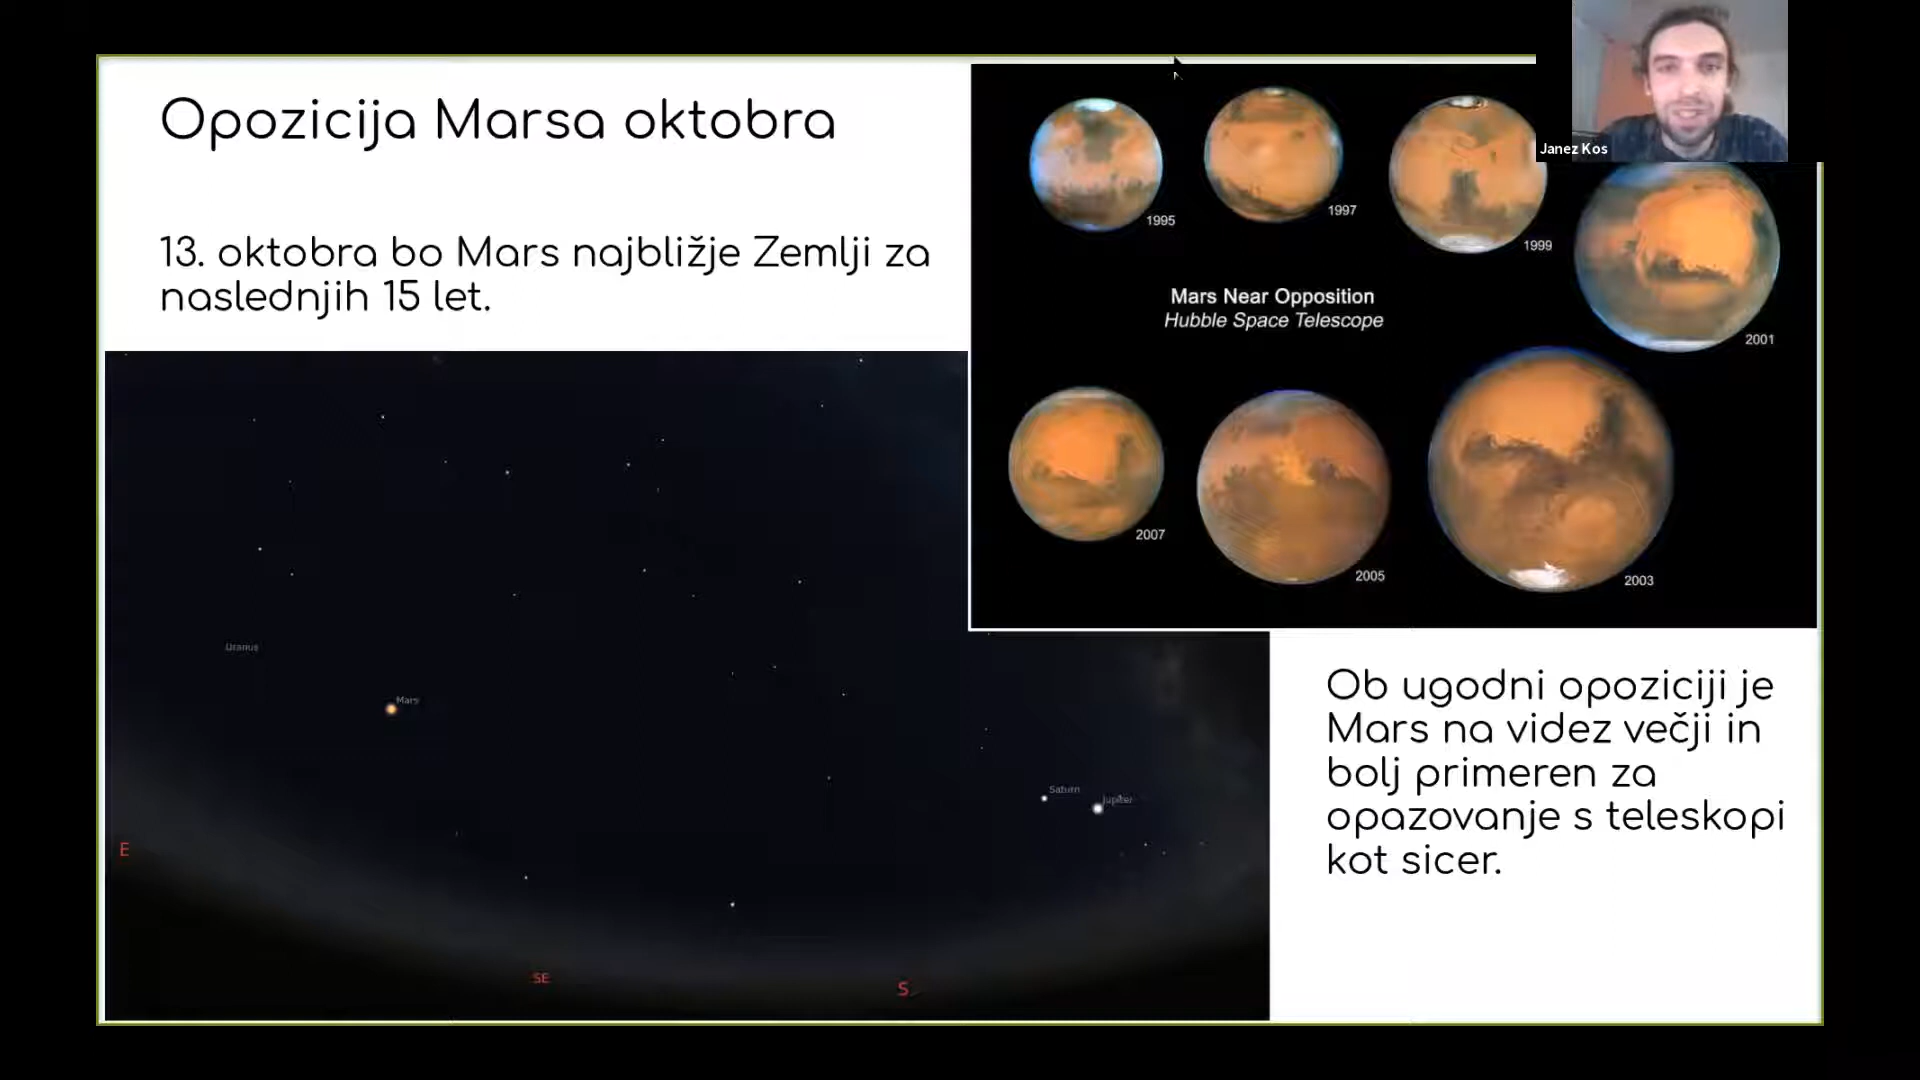 Opozicija Marsa oktobra
13. oktobra bo Mars najbližje Zemlji za
naslednjih 15 let.
Janez Kos
1995
1997
1999
2001
Mars Near Opposition
Hubble Space Telescope
2007
2005
2003
Uranus
Mars
Saturn
Jupiter
E
SE
S
Ob ugodni opoziciji je
Mars na videz večji in
bolj primeren za
opazovanje s teleskopi
kot sicer.